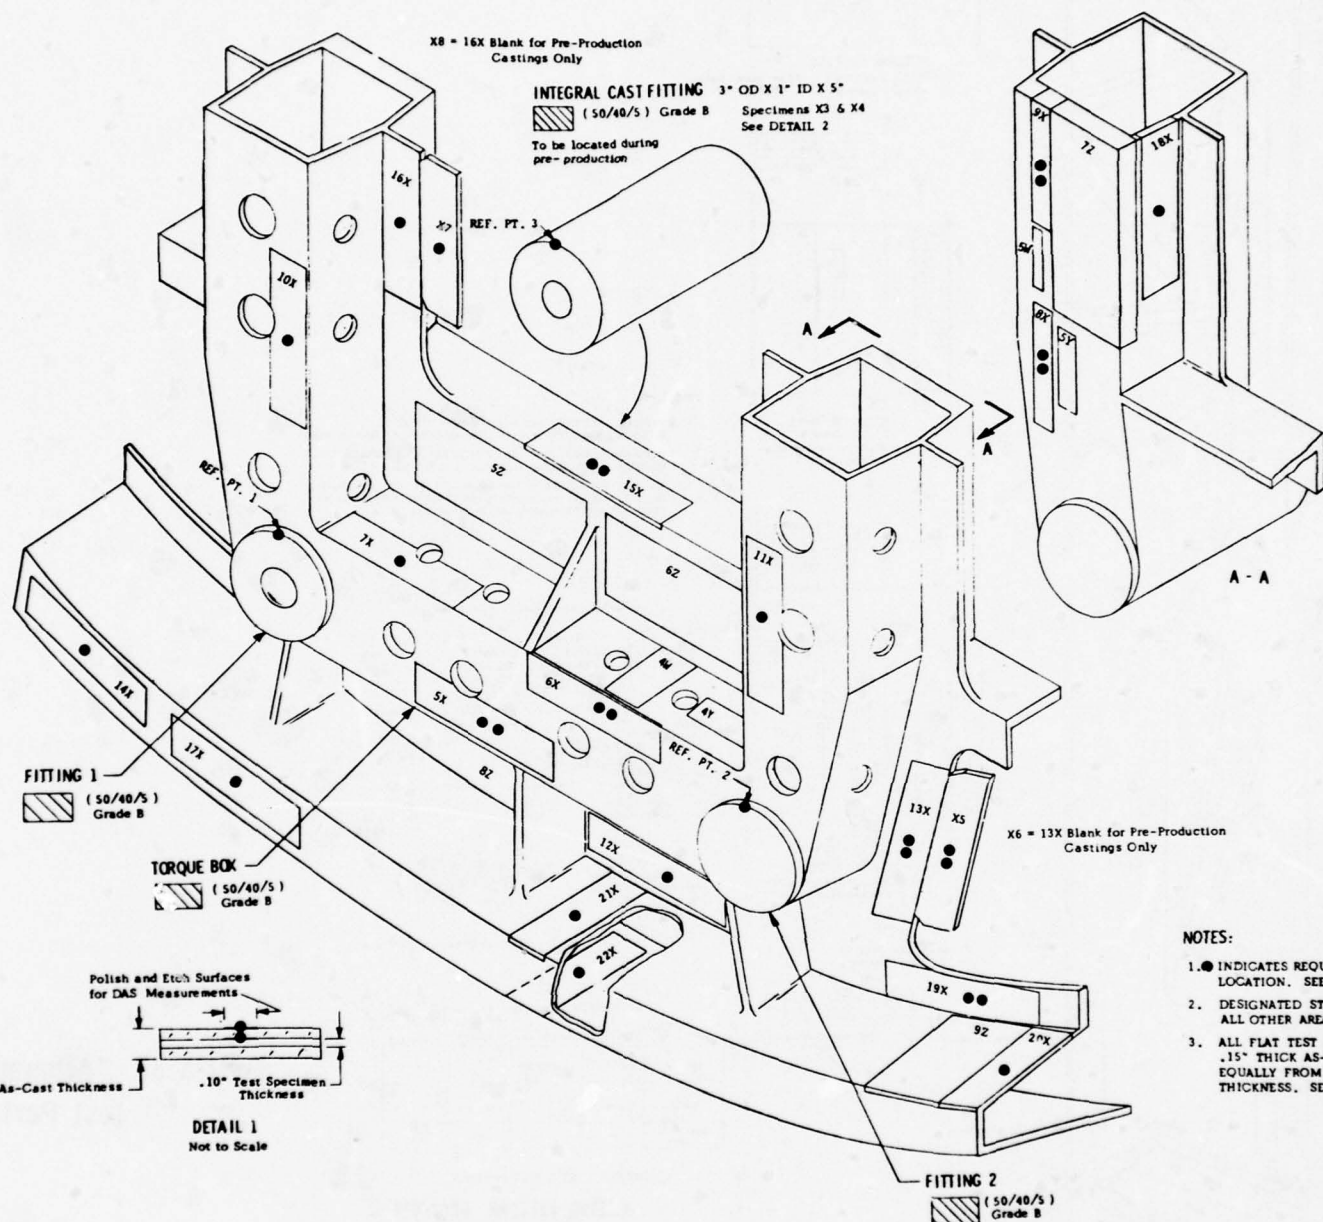 X8 = 16X Blank for Pre-Production
Castings Only
INTEGRAL CAST FITTING 3" OD X 1" ID X 5"
(50/40/5) Grade B Specimens X3 & X4
See DETAIL 2
To be located during
pre-production
16X
X7
REF. PT. 3
10X
9X
7Z
18X
5W
8X
5Y
A
A
A - A
REF. PT. 1
5Z
15X
7X
6Z
11X
4W
4Y
6X
5X
REF. PT. 2
8Z
14X
17X
FITTING 1
(50/40/5)
Grade B
TORQUE BOX
(50/40/5)
Grade B
12X
21X
22X
13X
X5
X6 = 13X Blank for Pre-Production
Castings Only
19X
9Z
20X
Polish and Etch Surfaces
for DAS Measurements
As-Cast Thickness
.10" Test Specimen
Thickness
DETAIL 1
Not to Scale
NOTES:
1. INDICATES REQU
LOCATION. SEE
2. DESIGNATED ST
ALL OTHER AREA
3. ALL FLAT TEST
.15" THICK AS-
EQUALLY FROM
THICKNESS. SE
FITTING 2
(50/40/5)
Grade B